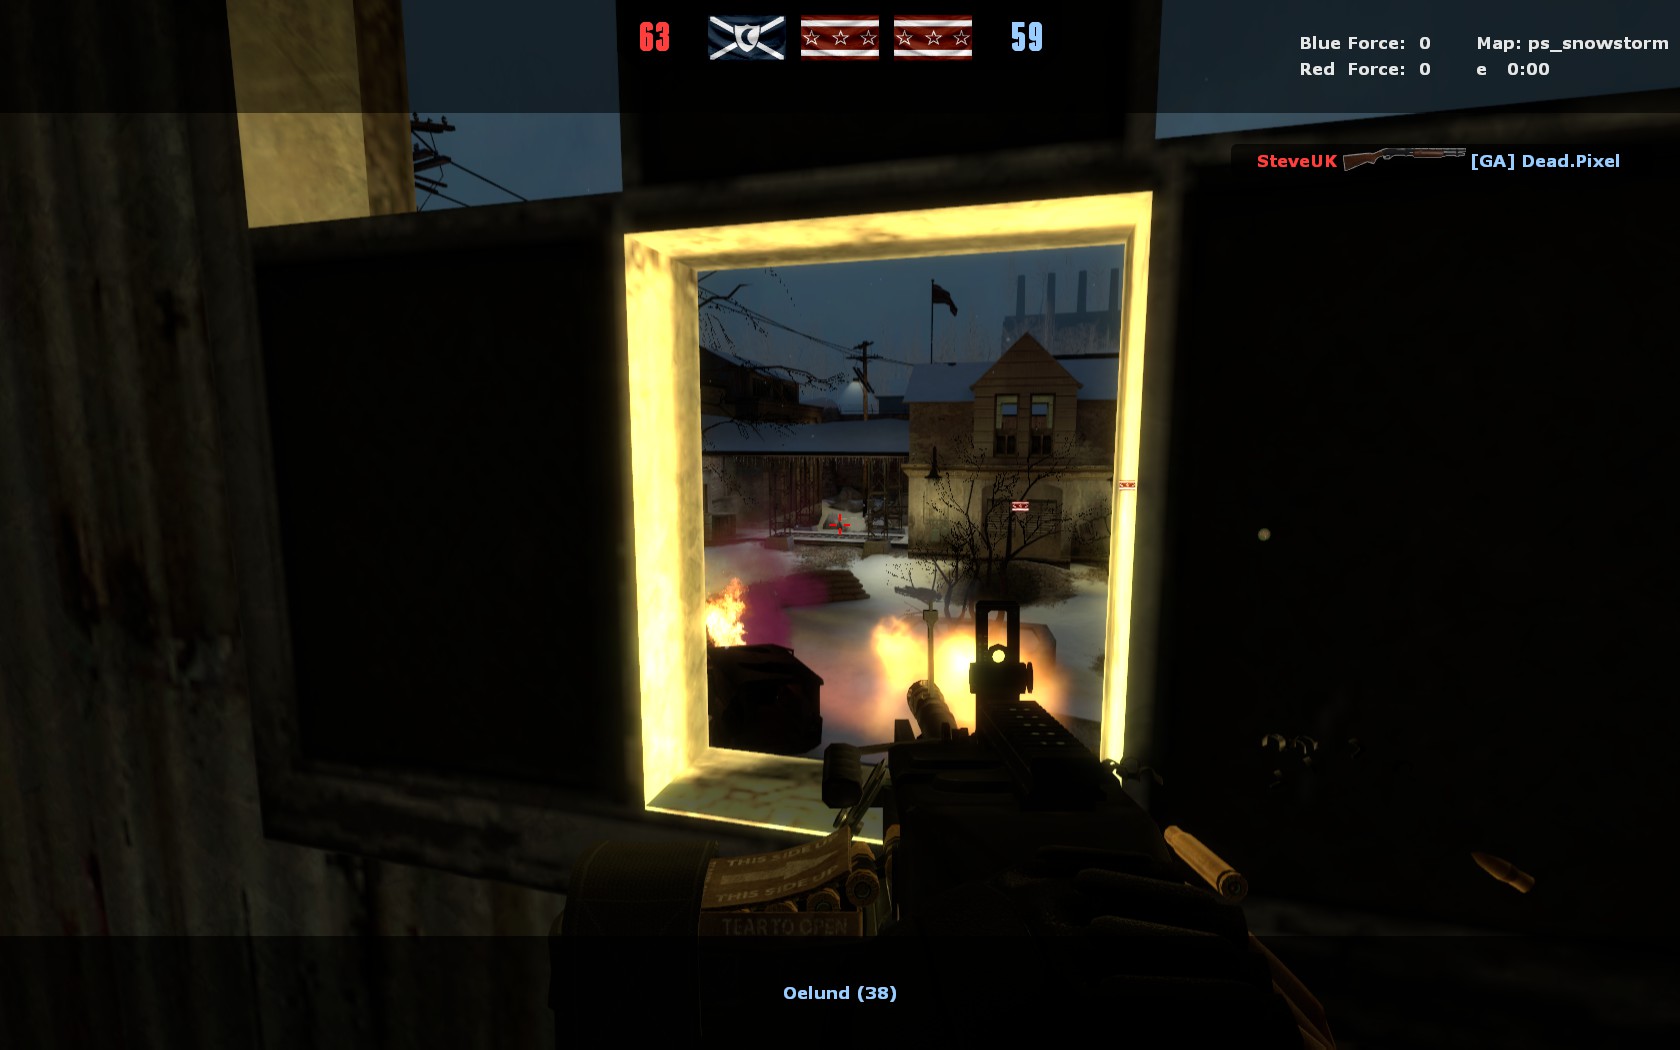 63 59
Blue Force: 0 Map: ps_snowstorm
Red Force: 0 e 0:00
SteveUK [GA] Dead.Pixel
THIS SIDE UP
THIS SIDE UP
TEAR TO OPEN
Oelund (38)